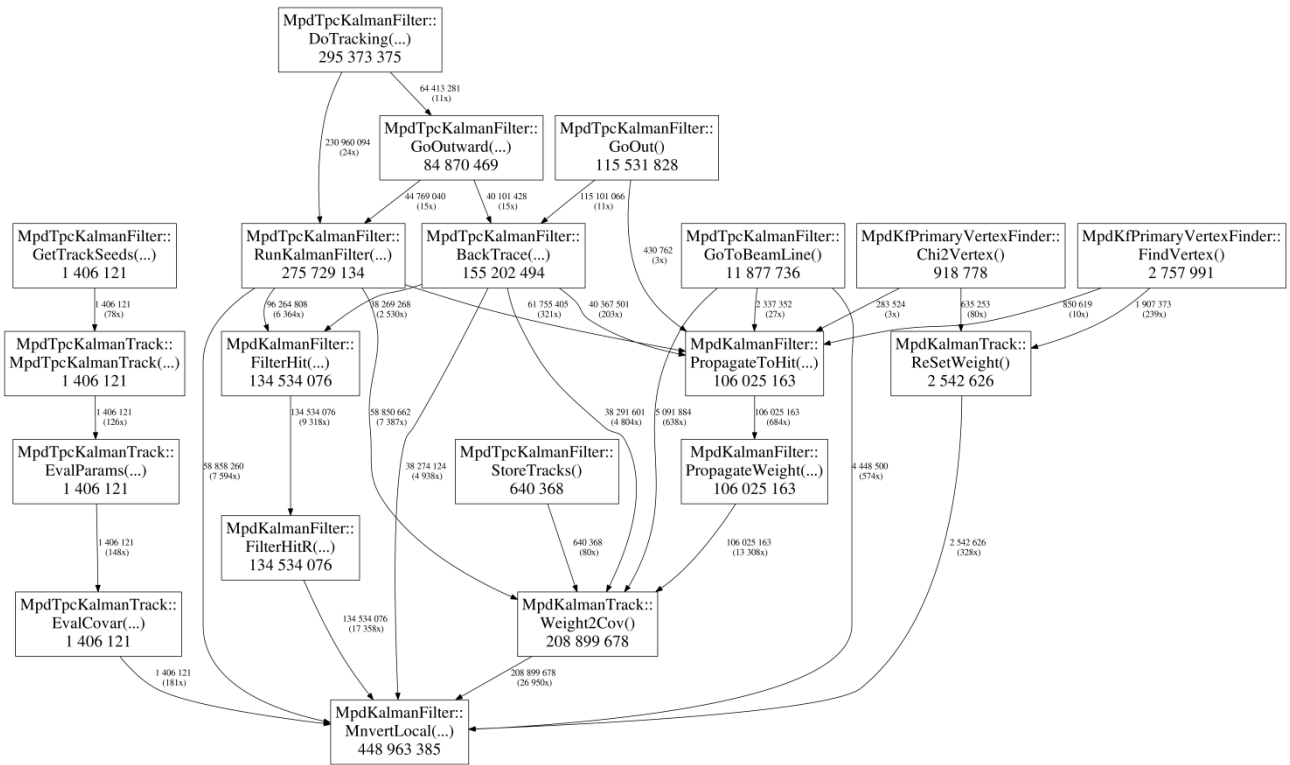 MpdTpcKalmanFilter::
DoTracking(...)
295 373 375
64 413 281
(11x)
230 960 094
(24x)
MpdTpcKalmanFilter::
GoOutward(...)
84 870 469
MpdTpcKalmanFilter::
GoOut()
115 531 828
44 769 040
(15x)
40 101 428
(15x)
115 101 066
(11x)
430 762
(3x)
MpdTpcKalmanFilter::
GetTrackSeeds(...)
1 406 121
MpdTpcKalmanFilter::
RunKalmanFilter(...)
275 729 134
MpdTpcKalmanFilter::
BackTrace(...)
155 202 494
MpdTpcKalmanFilter::
GoToBeamLine()
11 877 736
MpdKfPrimaryVertexFinder::
Chi2Vertex()
918 778
MpdKfPrimaryVertexFinder::
FindVertex()
2 757 991
1 406 121
(78x)
96 264 808
(6 364x)
38 269 268
(2 530x)
61 755 405
(321x)
40 367 501
(203x)
2 337 352
(27x)
283 524
(3x)
635 253
(80x)
850 619
(10x)
1 907 373
(239x)
MpdTpcKalmanTrack::
MpdTpcKalmanTrack(...)
1 406 121
MpdKalmanFilter::
FilterHit(...)
134 534 076
MpdKalmanFilter::
PropagateToHit(...)
106 025 163
MpdKalmanTrack::
ReSetWeight()
2 542 626
1 406 121
(126x)
134 534 076
(9 318x)
58 850 662
(7 387x)
38 291 601
(4 804x)
5 091 884
(638x)
106 025 163
(684x)
MpdTpcKalmanTrack::
EvalParams(...)
1 406 121
58 858 260
(7 594x)
38 274 124
(4 938x)
MpdTpcKalmanFilter::
StoreTracks()
640 368
MpdKalmanFilter::
PropagateWeight(...)
106 025 163
4 448 500
(574x)
1 406 121
(148x)
MpdKalmanFilter::
FilterHitR(...)
134 534 076
640 368
(80x)
106 025 163
(13 308x)
2 542 626
(328x)
MpdTpcKalmanTrack::
EvalCovar(...)
1 406 121
134 534 076
(17 358x)
MpdKalmanTrack::
Weight2Cov()
208 899 678
1 406 121
(181x)
208 899 678
(26 950x)
MpdKalmanFilter::
MnvertLocal(...)
448 963 385